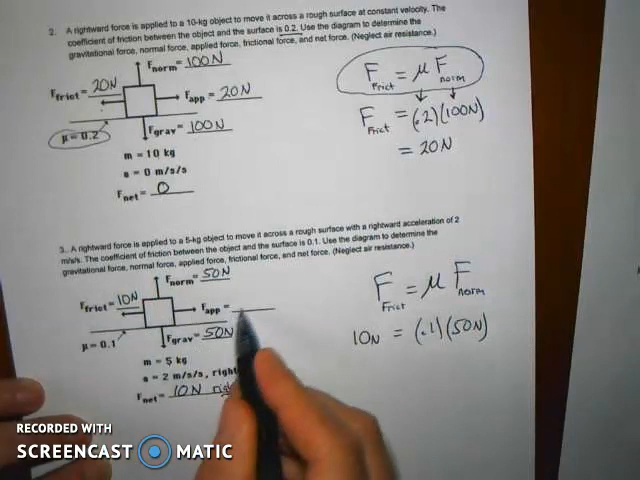 2. A rightward force is applied to a 10-kg object to move it across a rough surface at constant velocity. The
coefficient of friction between the object and the surface is 0.2. Use the diagram to determine the
gravitational force, normal force, applied force, frictional force, and net force. (Neglect air resistance.)
Fnorm = 100N
Ffrict = 20N
Fapp = 20N
μ = 0.2
Fgrav = 100N
m = 10 kg
a = 0 m/s/s
Fnet = 0
FFrict = μ Fnorm
FFrict = (.2)(100N)
= 20N
3.. A rightward force is applied to a 5-kg object to move it across a rough surface with a rightward acceleration of 2
m/s/s. The coefficient of friction between the object and the surface is 0.1. Use the diagram to determine the
gravitational force, normal force, applied force, frictional force, and net force. (Neglect air resistance.)
Fnorm = 50N
Ffrict = 10N
Fapp =
μ = 0.1
Fgrav = 50N
m = 5 kg
a = 2 m/s/s, right
Fnet = 10N
FFrict = μ Fnorm
10N = (.1)(50N)
RECORDED WITH
SCREENCAST MATIC